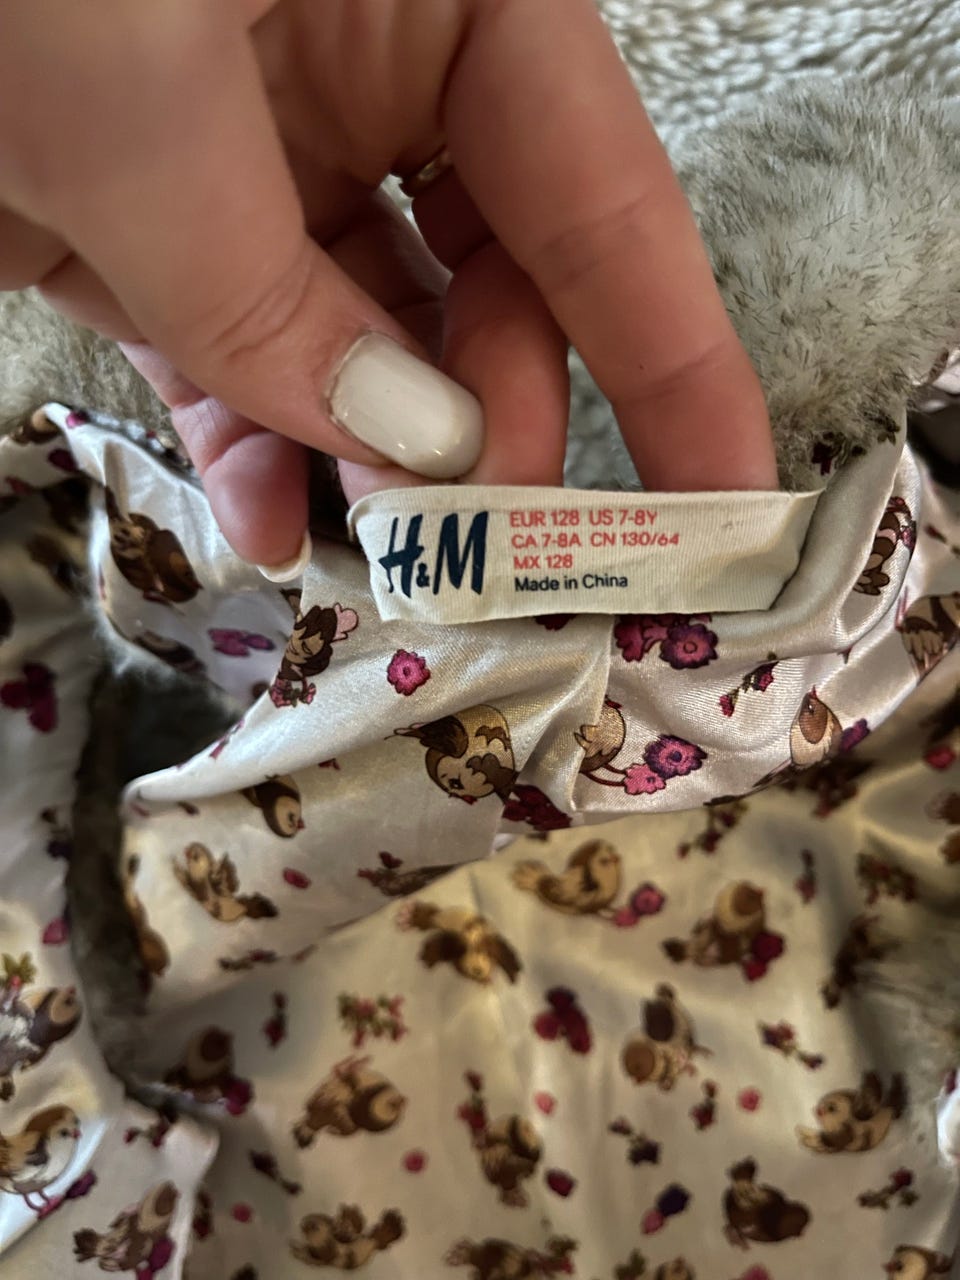 H&M
EUR 128 US 7-8Y
CA 7-8A CN 130/64
MX 128
Made in China